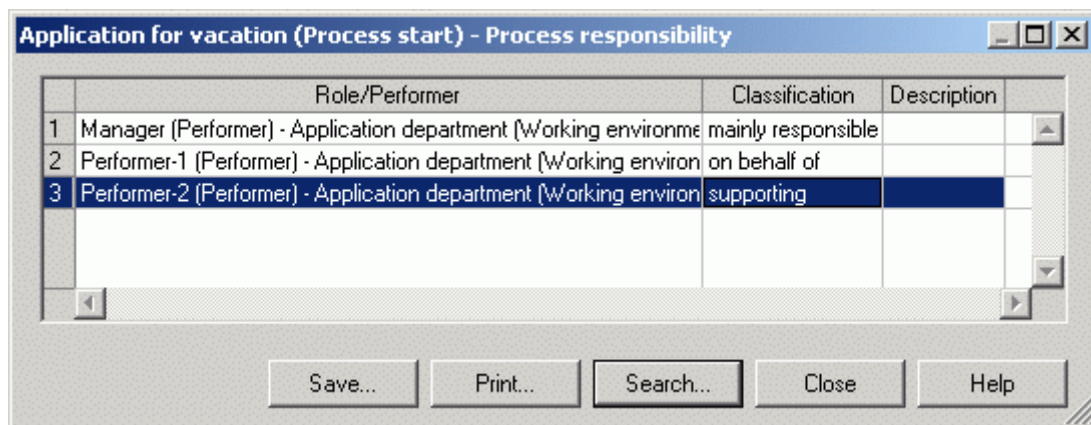 Application for vacation (Process start) - Process responsibility
Role/Performer Classification Description
1 Manager (Performer) - Application department (Working environme mainly responsible
2 Performer-1 (Performer) - Application department (Working environ on behalf of
3 Performer-2 (Performer) - Application department (Working environ supporting
Save... Print... Search... Close Help